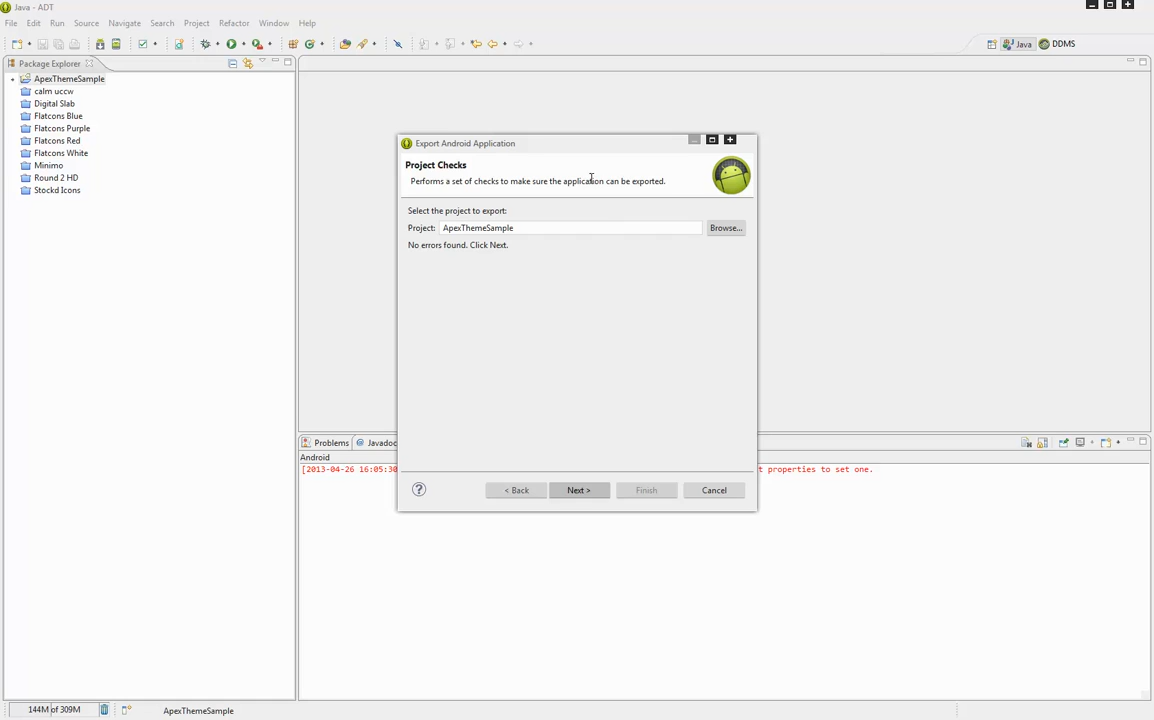 Java - ADT
File Edit Run Source Navigate Search Project Refactor Window Help
Java DDMS
Package Explorer
ApexThemeSample
calm uccw
Digital Slab
Flatcons Blue
Flatcons Purple
Flatcons Red
Flatcons White
Minimo
Round 2 HD
Stockd Icons
Export Android Application
Project Checks
Performs a set of checks to make sure the application can be exported.
Select the project to export:
Project: ApexThemeSample Browse...
No errors found. Click Next.
? < Back Next > Finish Cancel
Problems @ Javadoc
Android
[2013-04-26 16:05:30 t properties to set one.
144M of 309M ApexThemeSample